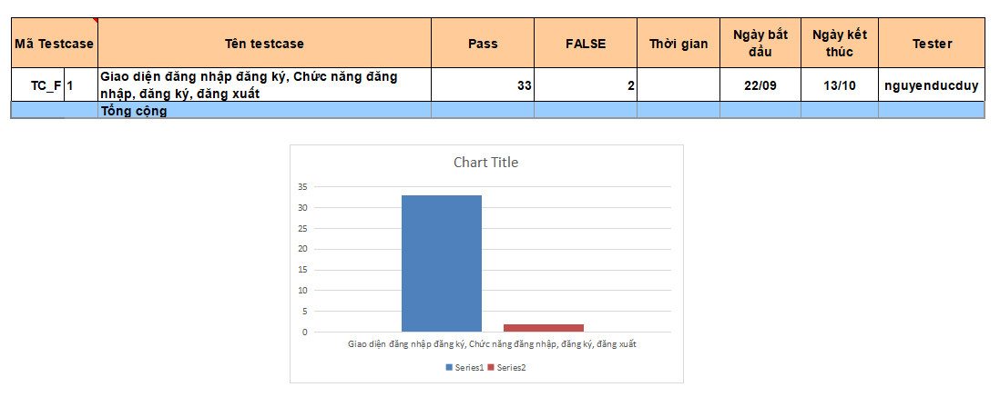 Mã Testcase Tên testcase Pass FALSE Thời gian Ngày bắt đầu Ngày kết thúc Tester
TC_F 1 Giao diện đăng nhập đăng ký, Chức năng đăng nhập, đăng ký, đăng xuất 33 2 22/09 13/10 nguyenducduy
Tổng cộng
Chart Title
35
30
25
20
15
10
5
0
Giao diện đăng nhập đăng ký, Chức năng đăng nhập, đăng ký, đăng xuất
Series1 Series2